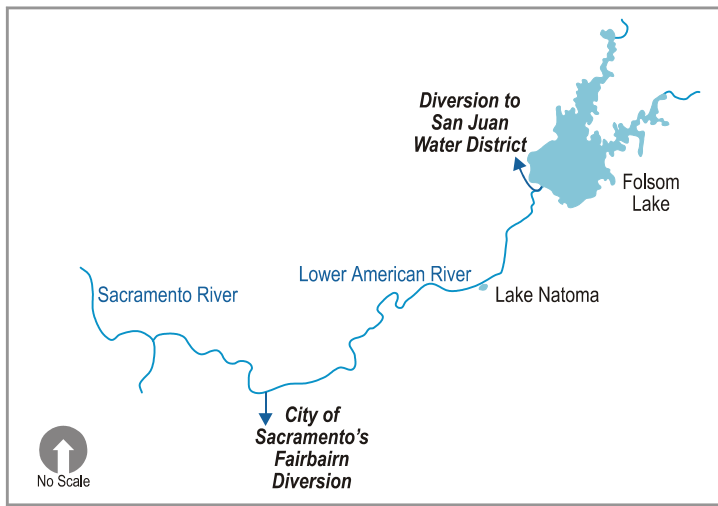 Diversion to
San Juan
Water District
Folsom
Lake
Lower American River
Sacramento River
Lake Natoma
City of
Sacramento's
Fairbairn
Diversion
No Scale